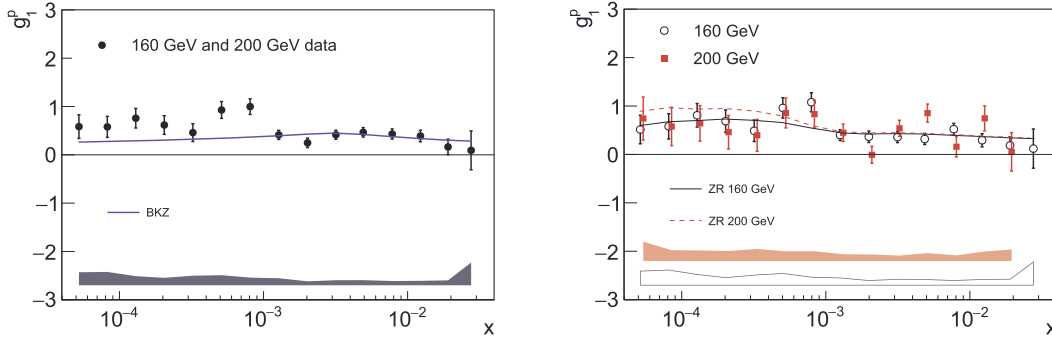 g₁ᵖ
3
2
1
0
−1
−2
−3
160 GeV and 200 GeV data
BKZ
10⁻⁴
10⁻³
10⁻²
x
g₁ᵖ
3
2
1
0
−1
−2
−3
160 GeV
200 GeV
ZR 160 GeV
ZR 200 GeV
10⁻⁴
10⁻³
10⁻²
x